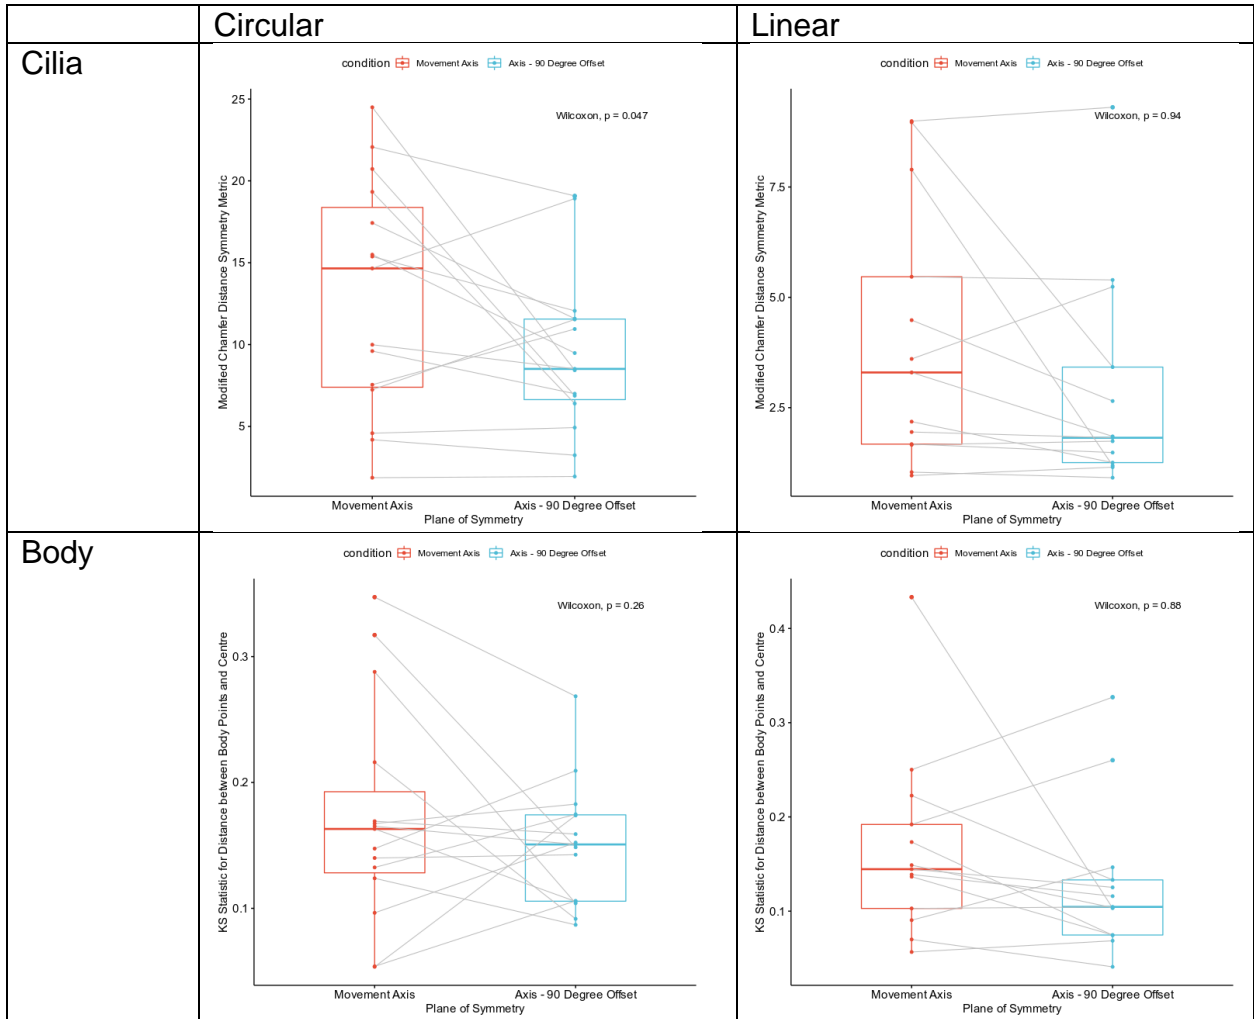 Circular Linear
Cilia
condition Movement Axis Axis - 90 Degree Offset
Wilcoxon, p = 0.047
Modified Chamfer Distance Symmetry Metric
25
20
15
10
5
Movement Axis Axis - 90 Degree Offset
Plane of Symmetry
condition Movement Axis Axis - 90 Degree Offset
Wilcoxon, p = 0.94
Modified Chamfer Distance Symmetry Metric
7.5
5.0
2.5
Movement Axis Axis - 90 Degree Offset
Plane of Symmetry
Body
condition Movement Axis Axis - 90 Degree Offset
Wilcoxon, p = 0.26
KS Statistic for Distance between Body Points and Centre
0.3
0.2
0.1
Movement Axis Axis - 90 Degree Offset
Plane of Symmetry
condition Movement Axis Axis - 90 Degree Offset
Wilcoxon, p = 0.88
KS Statistic for Distance between Body Points and Centre
0.4
0.3
0.2
0.1
Movement Axis Axis - 90 Degree Offset
Plane of Symmetry